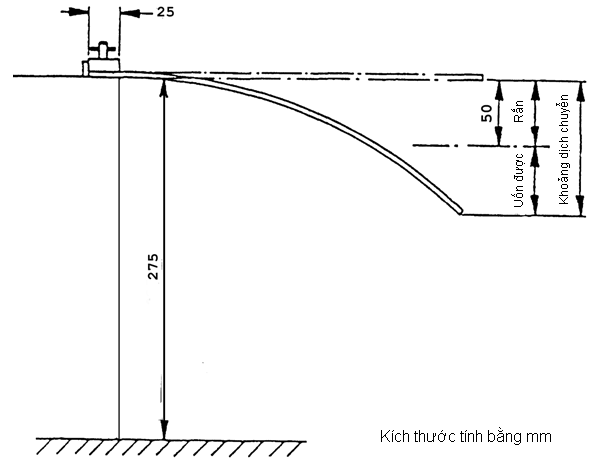 25
50
Rắn
Uốn được
Khoảng dịch chuyển
275
Kích thước tính bằng mm